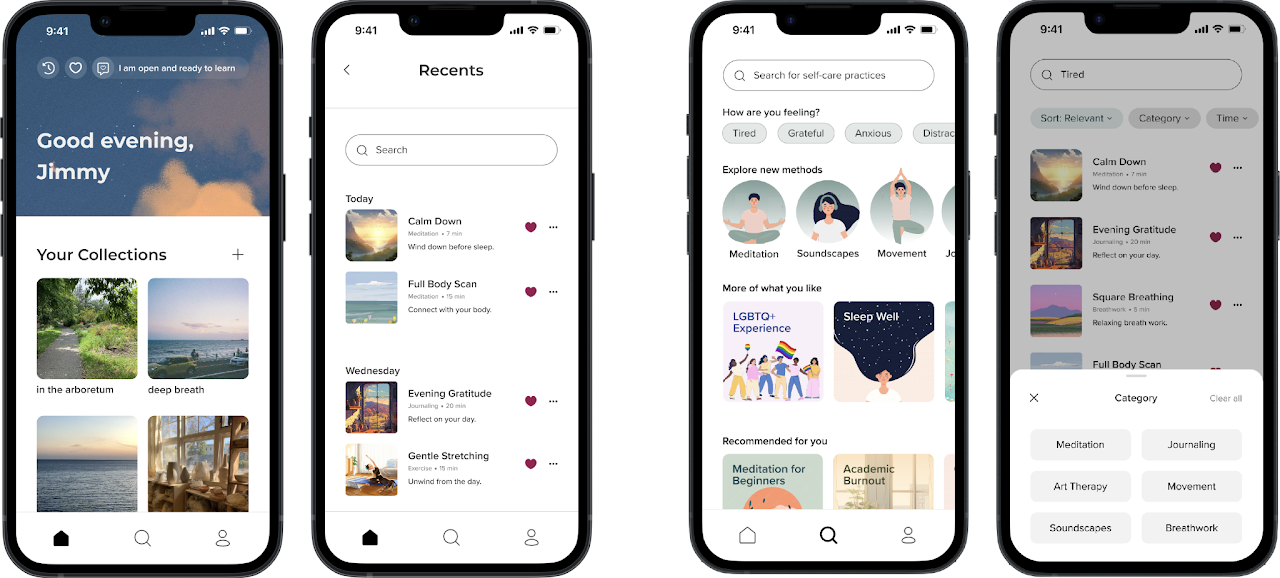 9:41
I am open and ready to learn
Good evening,
Jimmy
Your Collections
in the arboretum
deep breath
9:41
Recents
Search
Today
Calm Down
Meditation • 7 min
Wind down before sleep.
Full Body Scan
Meditation • 15 min
Connect with your body.
Wednesday
Evening Gratitude
Journaling • 20 min
Reflect on your day.
Gentle Stretching
Exercise • 15 min
Unwind from the day.
9:41
Search for self-care practices
How are you feeling?
Tired Grateful Anxious Distrac
Explore new methods
Meditation Soundscapes Movement Jo
More of what you like
LGBTQ+
Experience
Sleep Well
Recommended for you
Meditation for
Beginners
Academic
Burnout
9:41
Tired
Sort: Relevant Category Time
Calm Down
Meditation • 7 min
Wind down before sleep.
Evening Gratitude
Journaling • 20 min
Reflect on your day.
Square Breathing
Breathwork • 5 min
Relaxing breath work.
Full Body Scan
Category Clear all
Meditation Journaling
Art Therapy Movement
Soundscapes Breathwork